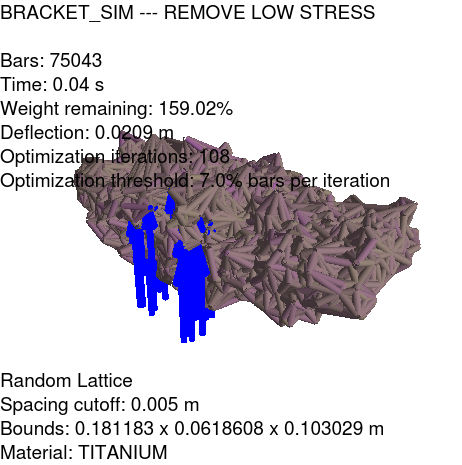 BRACKET_SIM --- REMOVE LOW STRESS
Bars: 75043
Time: 0.04 s
Weight remaining: 159.02%
Deflection: 0.0209 m
Optimization iterations: 108
Optimization threshold: 7.0% bars per iteration
Random Lattice
Spacing cutoff: 0.005 m
Bounds: 0.181183 x 0.0618608 x 0.103029 m
Material: TITANIUM